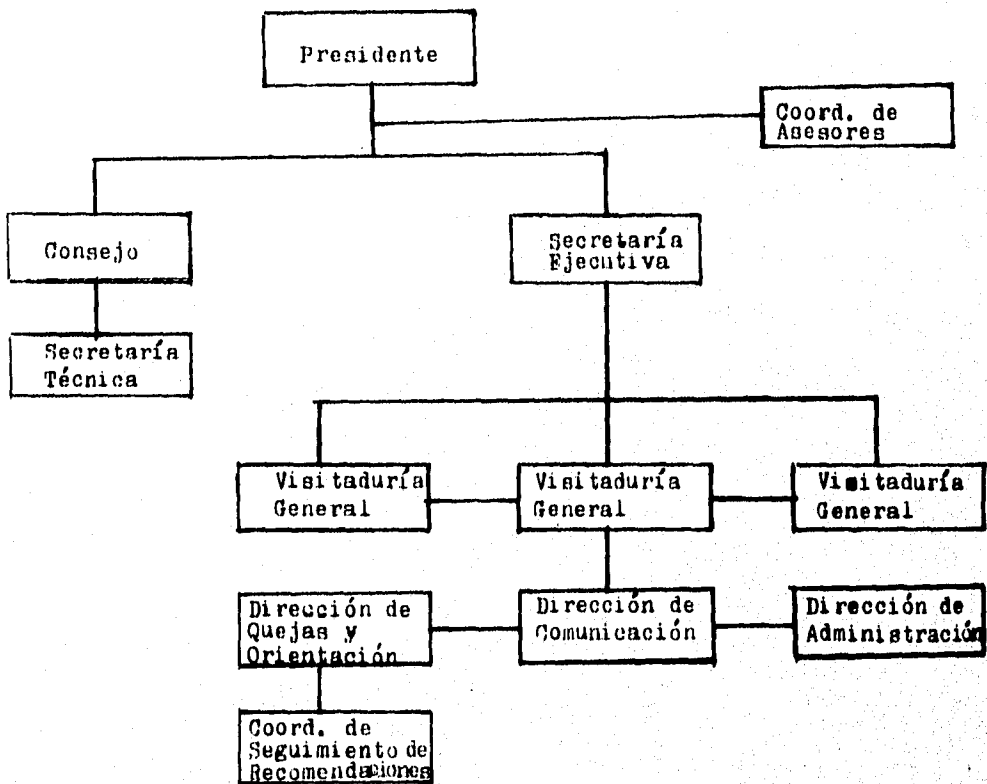 Presidente
Coord. de
Asesores
Consejo
Secretaría
Ejecutiva
Secretaría
Técnica
Visitaduría
General
Visitaduría
General
Visitaduría
General
Dirección de
Quejas y
Orientación
Dirección de
Comunicación
Dirección de
Administración
Coord. de
Seguimiento de
Recomendaciones